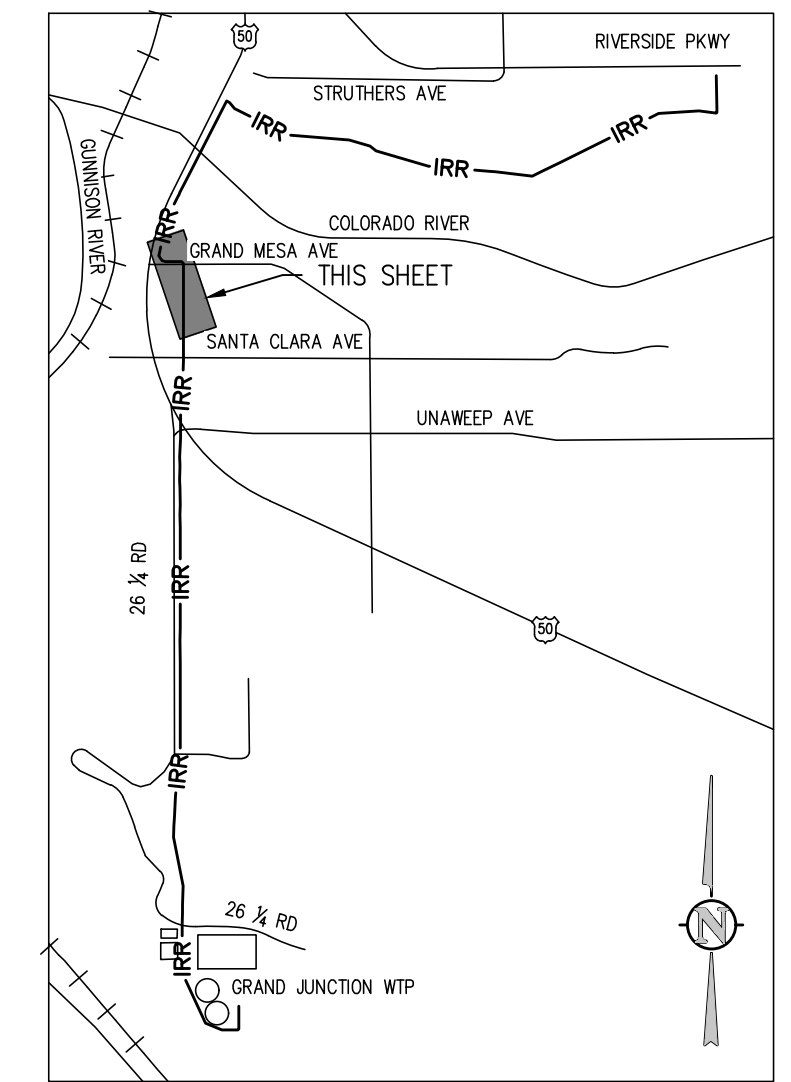 50
RIVERSIDE PKWY
STRUTHERS AVE
IRR
IRR
IRR
GUNNISON RIVER
IRR
COLORADO RIVER
GRAND MESA AVE
THIS SHEET
SANTA CLARA AVE
IRR
UNAWEEP AVE
26 ¼ RD
IRR
50
IRR
26 ¼ RD
N
IRR
GRAND JUNCTION WTP